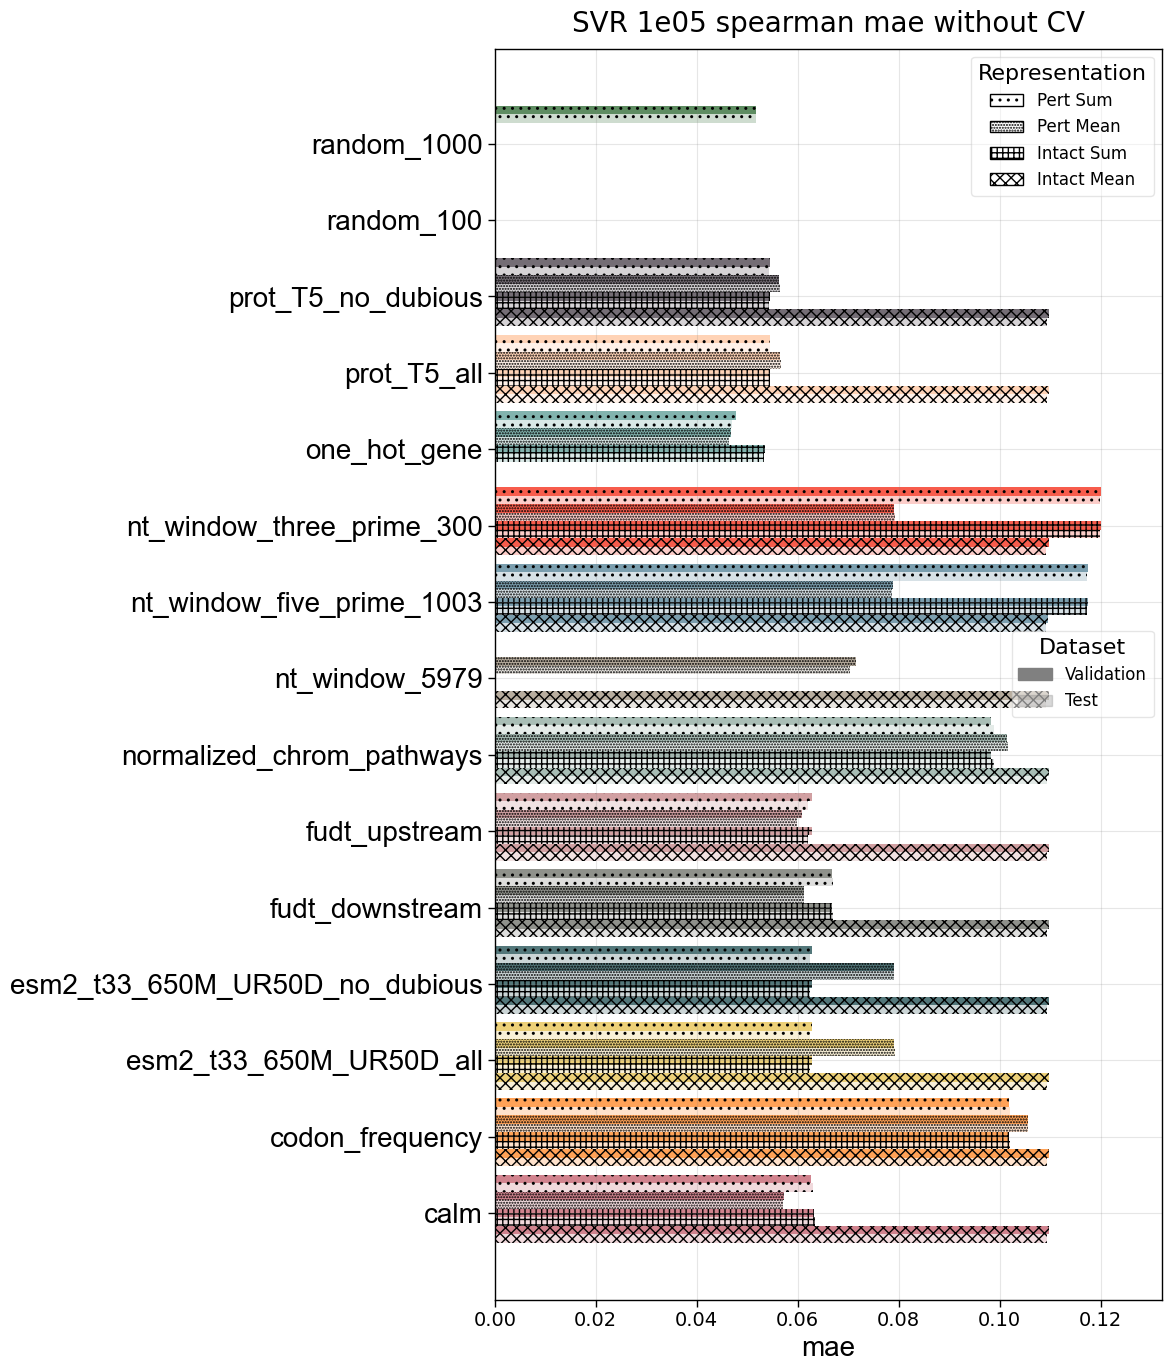 SVR 1e05 spearman mae without CV
Representation
Pert Sum
Pert Mean
Intact Sum
Intact Mean
random_1000
random_100
prot_T5_no_dubious
prot_T5_all
one_hot_gene
nt_window_three_prime_300
nt_window_five_prime_1003
Dataset
Validation
Test
nt_window_5979
normalized_chrom_pathways
fudt_upstream
fudt_downstream
esm2_t33_650M_UR50D_no_dubious
esm2_t33_650M_UR50D_all
codon_frequency
calm
0.00 0.02 0.04 0.06 0.08 0.10 0.12
mae